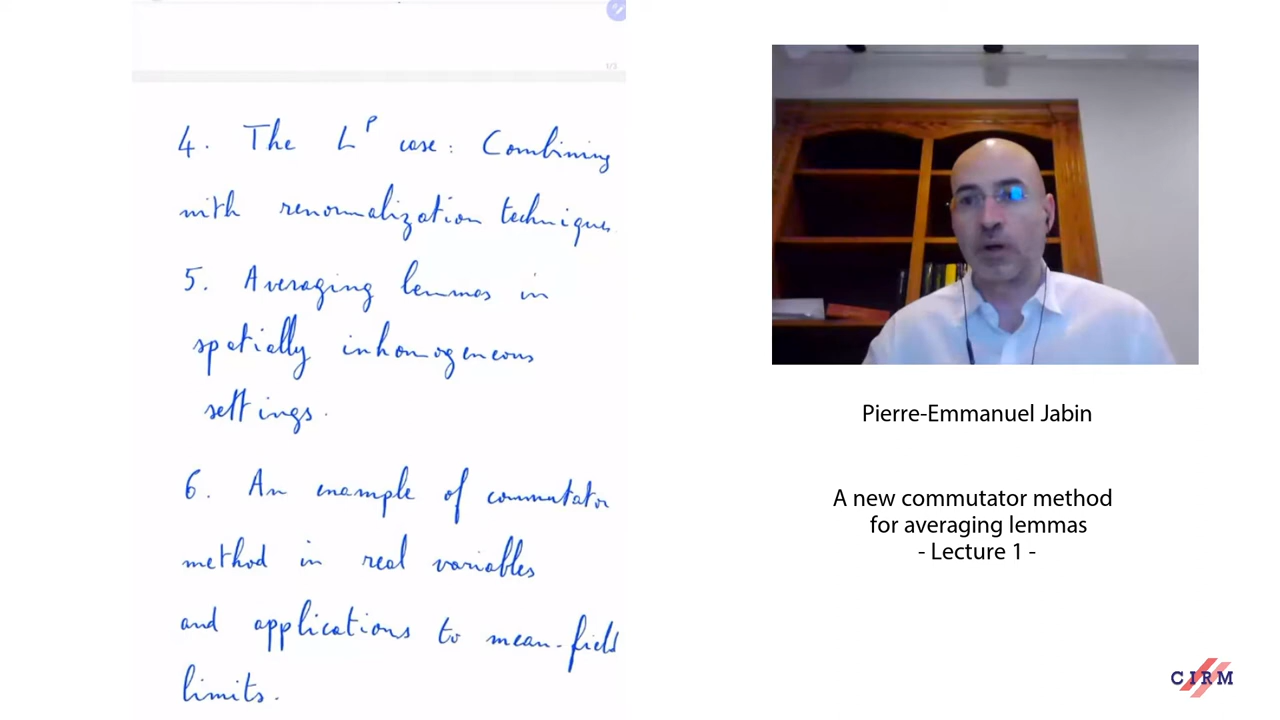 1/3
4. The L^P case: Combining
with renormalization techniques.
5. Averaging lemmas in
spatially inhomogeneous
settings.
6. An example of commutator
method in real variables
and applications to mean-field
limits.
Pierre-Emmanuel Jabin
A new commutator method
for averaging lemmas
- Lecture 1 -
CIRM